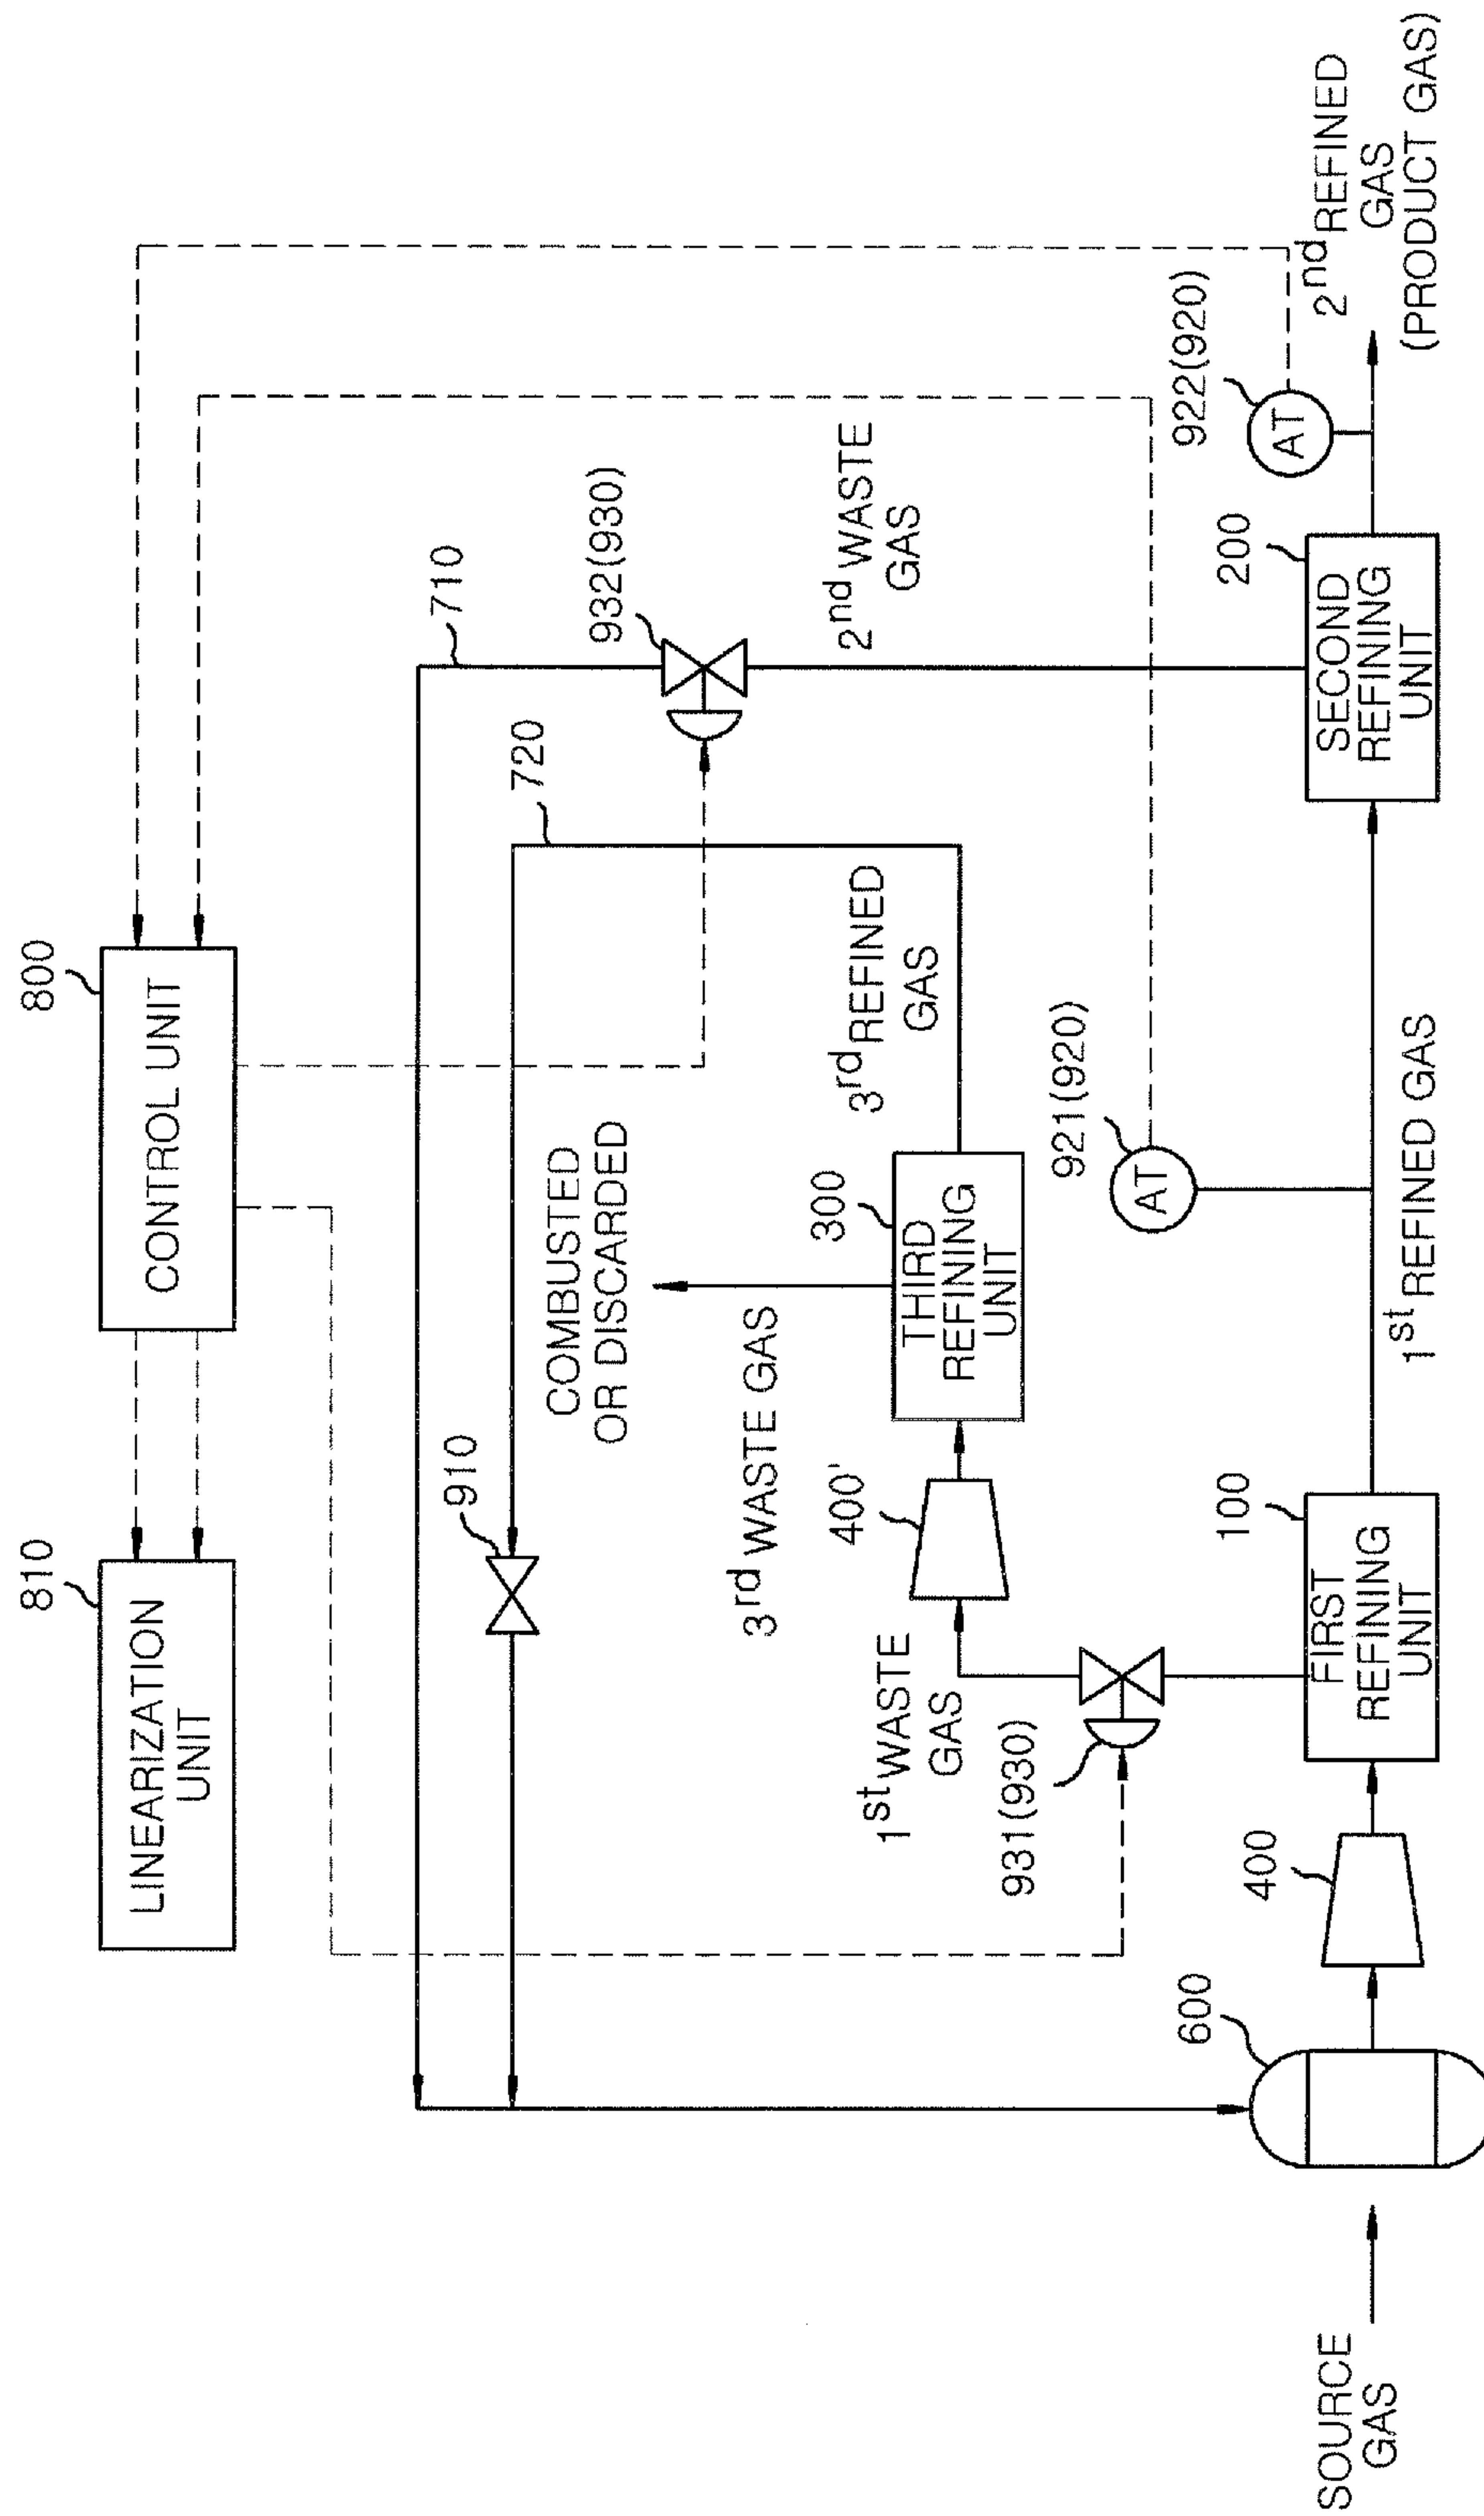 810
LINEARIZATION
UNIT
800
CONTROL UNIT
910
COMBUSTED
OR DISCARDED
720
710
932(930)
3rd WASTE GAS
3rd REFINED
GAS
2nd WASTE
GAS
1st WASTE
GAS
400'
300
THIRD
REFINING
UNIT
931(930)
921(920)
AT
922(920)
AT
SOURCE
GAS
600
400
100
FIRST
REFINING
UNIT
1st REFINED GAS
200
SECOND
REFINING
UNIT
2nd REFINED
GAS
(PRODUCT GAS)